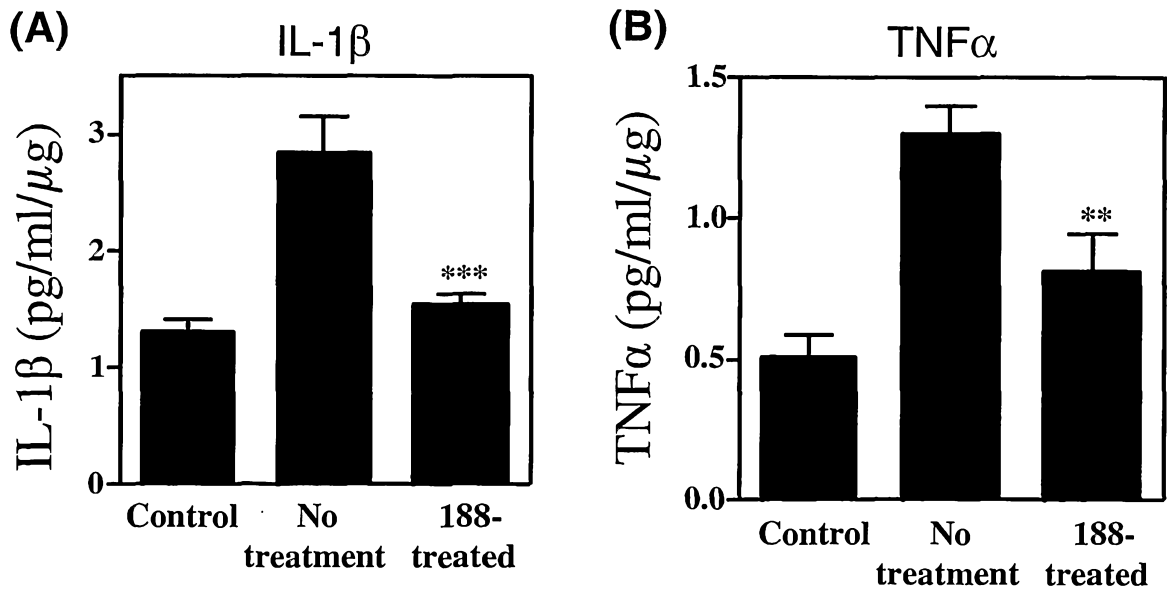 (A)
IL-1β
IL-1β (pg/ml/μg)
3
2
1
0
***
Control
No treatment
188-treated
(B)
TNFα
TNFα (pg/ml/μg)
1.5
1.0
0.5
0.0
**
Control
No treatment
188-treated